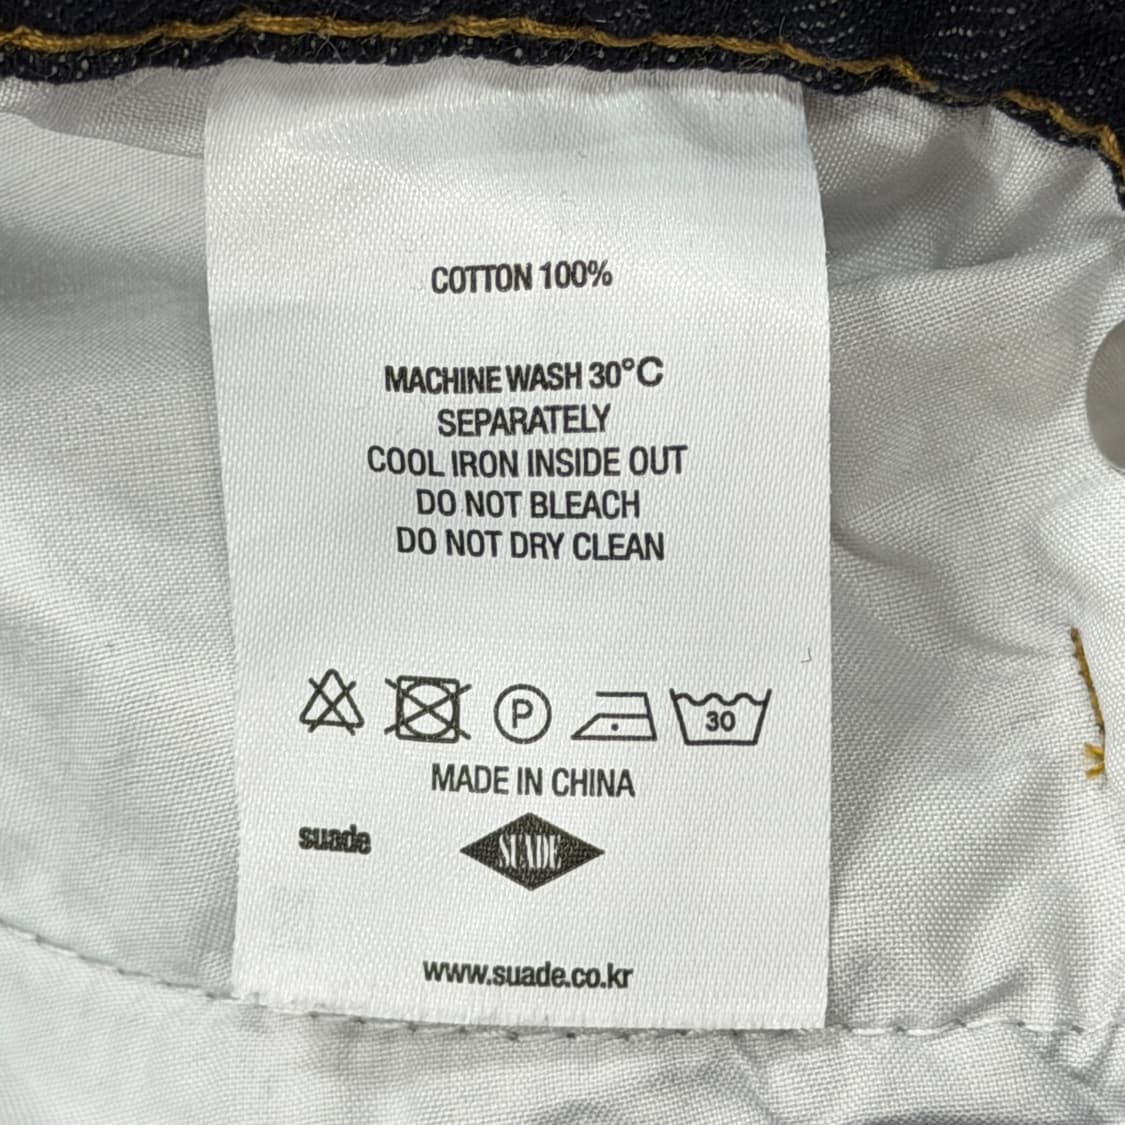 COTTON 100%
MACHINE WASH 30°C
SEPARATELY
COOL IRON INSIDE OUT
DO NOT BLEACH
DO NOT DRY CLEAN
P
30
MADE IN CHINA
suade
SUADE
www.suade.co.kr